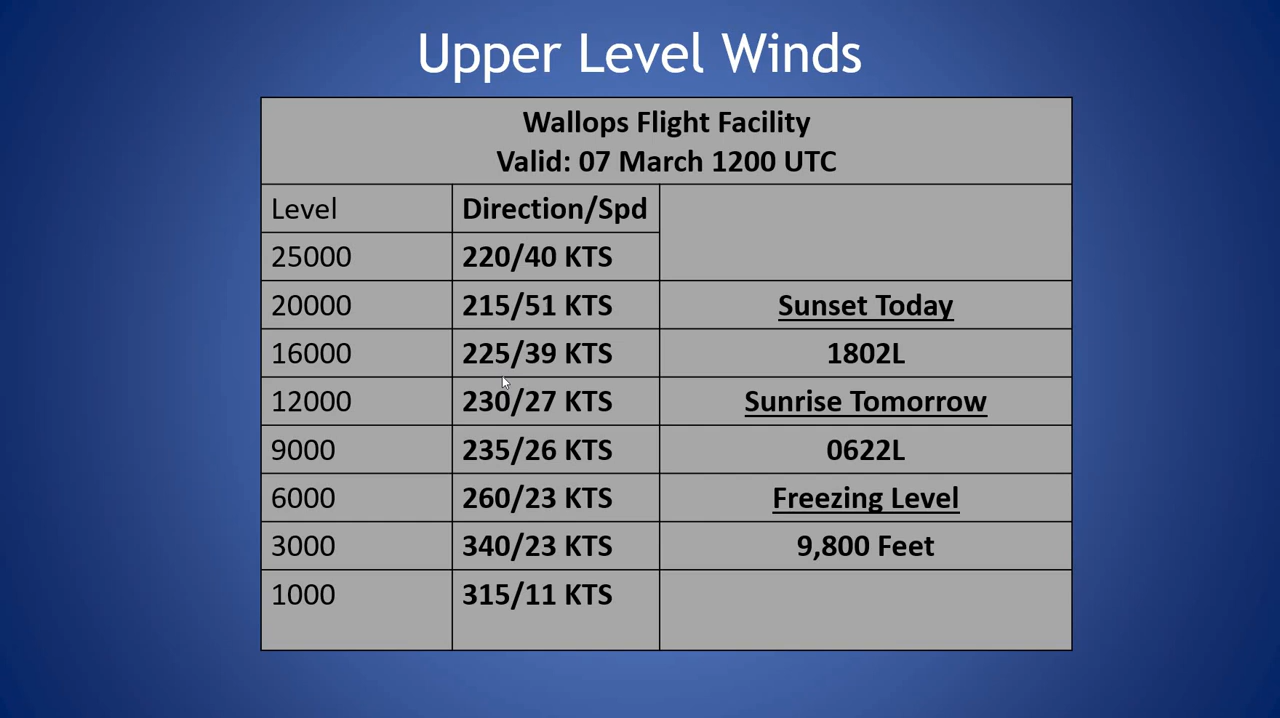 Upper Level Winds
Wallops Flight Facility
Valid: 07 March 1200 UTC
Level Direction/Spd
25000 220/40 KTS
20000 215/51 KTS Sunset Today
16000 225/39 KTS 1802L
12000 230/27 KTS Sunrise Tomorrow
9000 235/26 KTS 0622L
6000 260/23 KTS Freezing Level
3000 340/23 KTS 9,800 Feet
1000 315/11 KTS